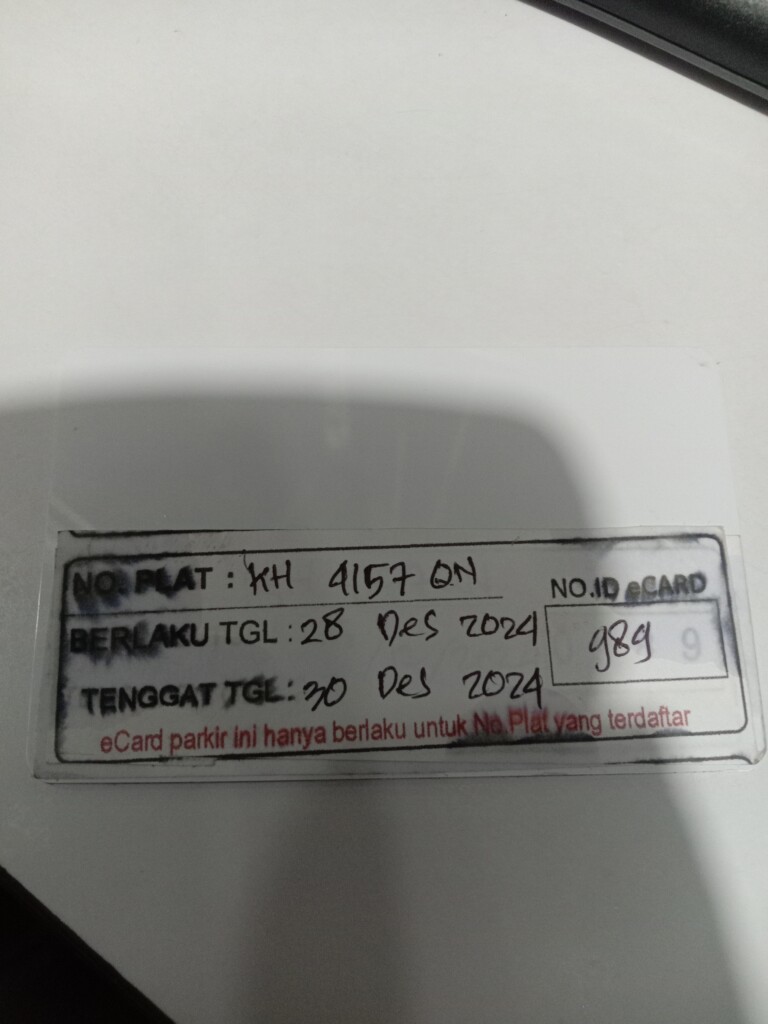 NO. PLAT : KH 4157 QN
NO.ID eCARD
BERLAKU TGL : 28 Des 2024
989
TENGGAT TGL : 30 Des 2024
eCard parkir ini hanya berlaku untuk No.Plat yang terdaftar